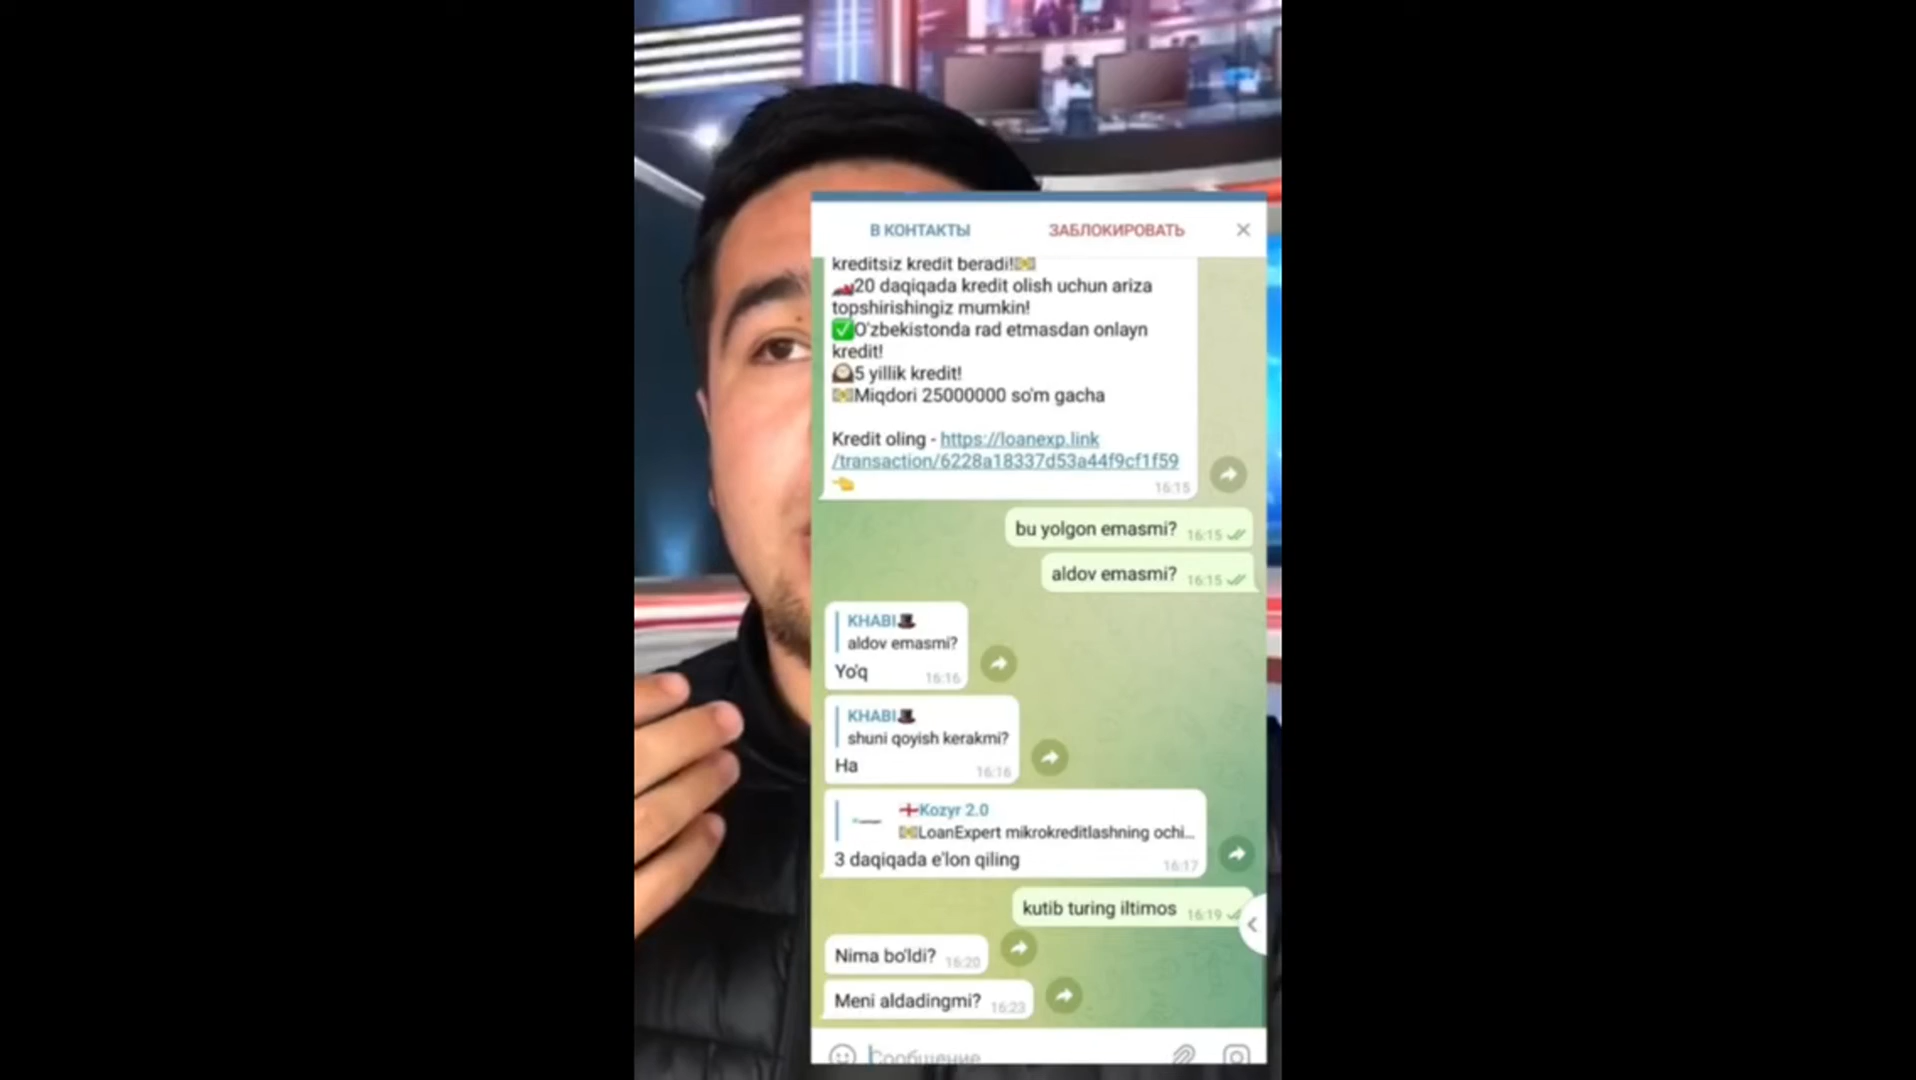 В КОНТАКТЫ
ЗАБЛОКИРОВАТЬ
kreditsiz kredit beradi!
20 daqiqada kredit olish uchun ariza
topshirishingiz mumkin!
O'zbekistonda rad etmasdan onlayn
kredit!
5 yillik kredit!
Miqdori 25000000 so'm gacha
Kredit oling - https://loanexp.link
/transaction/6228a18337d53a44f9cf1f59
16:15
bu yolgon emasmi? 16:15
aldov emasmi? 16:15
KHABI
aldov emasmi?
Yo'q 16:16
KHABI
shuni qoyish kerakmi?
Ha 16:16
Kozyr 2.0
LoanExpert mikrokreditlashning ochi...
3 daqiqada e'lon qiling 16:17
kutib turing iltimos 16:19
Nima bo'ldi? 16:20
Meni aldadingmi? 16:23
Сообщение